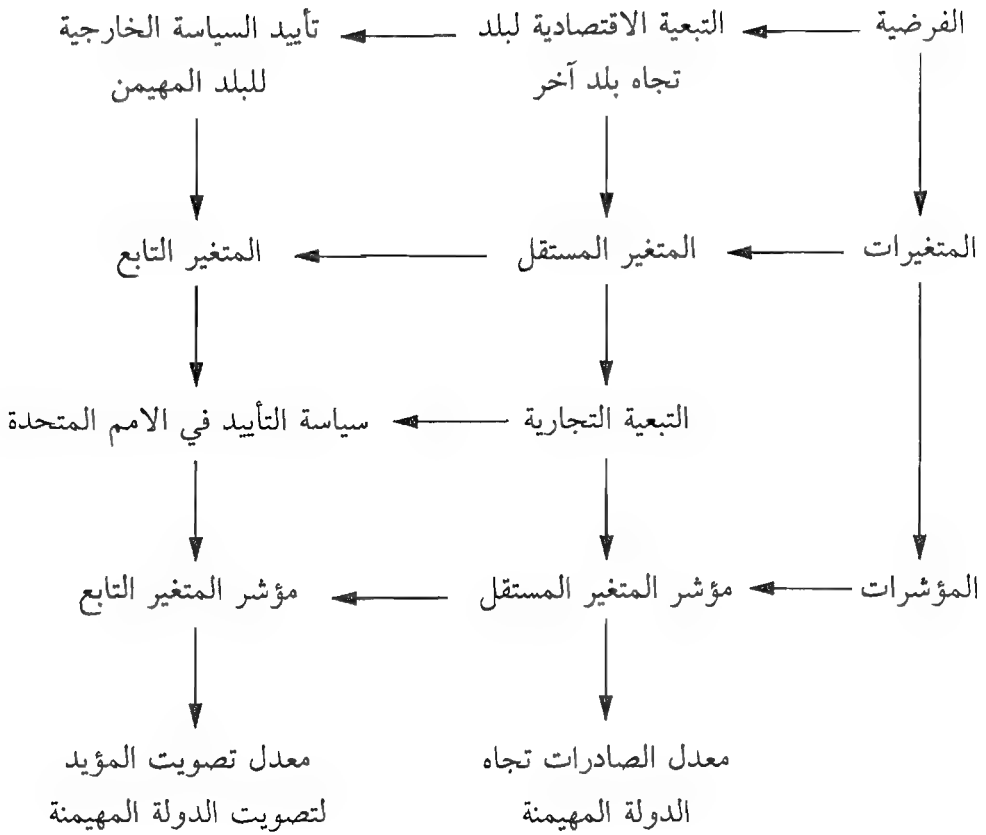 الفرضية
التبعية الاقتصادية لبلد
تجاه بلد آخر
تأييد السياسة الخارجية
للبلد المهيمن
المتغيرات
المتغير المستقل
المتغير التابع
التبعية التجارية
سياسة التأييد في الامم المتحدة
المؤشرات
مؤشر المتغير المستقل
مؤشر المتغير التابع
معدل الصادرات تجاه
الدولة المهيمنة
معدل تصويت المؤيد
لتصويت الدولة المهيمنة